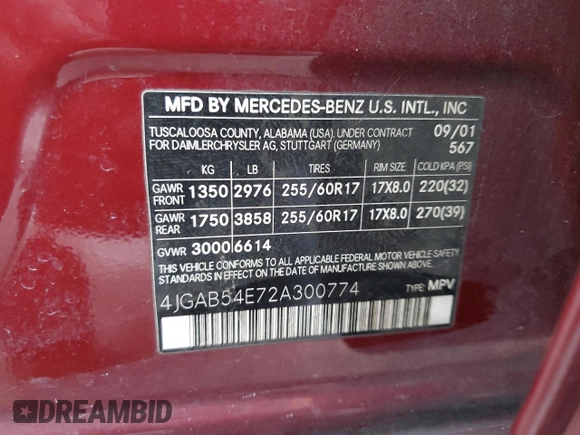 MFD BY MERCEDES-BENZ U.S. INTL., INC
TUSCALOOSA COUNTY, ALABAMA (USA). UNDER CONTRACT 09/01
FOR DAIMLERCHRYSLER AG, STUTTGART (GERMANY) 567
KG LB TIRES RIM SIZE COLD KPA (PSI)
GAWR FRONT 1350 2976 255/60R17 17X8.0 220(32)
GAWR REAR 1750 3858 255/60R17 17X8.0 270(39)
GVWR 3000 6614
THIS VEHICLE CONFORMS TO ALL APPLICABLE FEDERAL MOTOR VEHICLE SAFETY
STANDARDS IN EFFECT ON THE DATE OF MANUFACTURE SHOWN ABOVE.
4JGAB54E72A300774 TYPE: MPV
DREAMBID